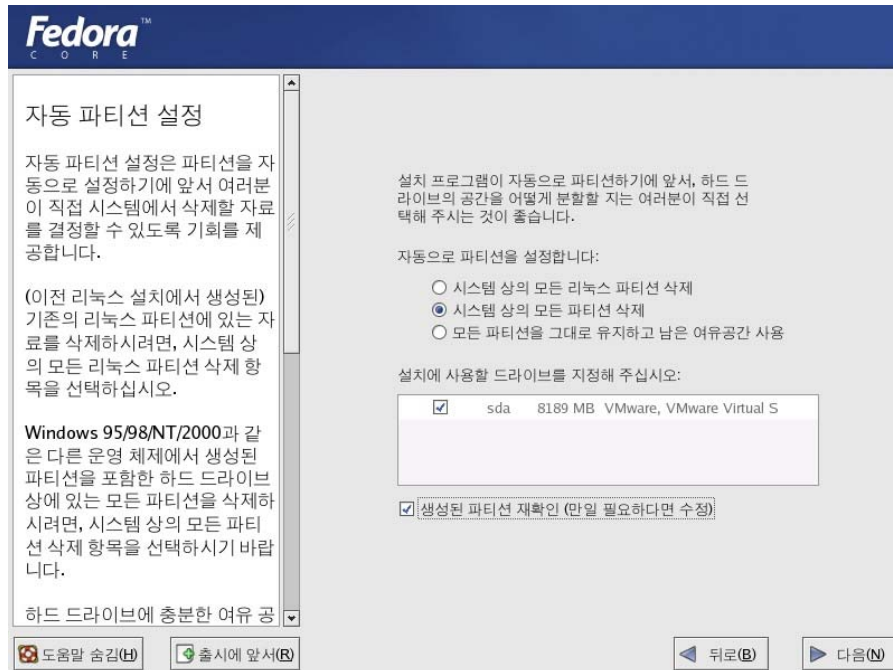 Fedora™
CORE
자동 파티션 설정
자동 파티션 설정은 파티션을 자
동으로 설정하기에 앞서 여러분
이 직접 시스템에서 삭제할 자료
를 결정할 수 있도록 기회를 제
공합니다.
(이전 리눅스 설치에서 생성된)
기존의 리눅스 파티션에 있는 자
료를 삭제하시려면, 시스템 상
의 모든 리눅스 파티션 삭제 항
목을 선택하십시오.
Windows 95/98/NT/2000과 같
은 다른 운영 체제에서 생성된
파티션을 포함한 하드 드라이브
상에 있는 모든 파티션을 삭제하
시려면, 시스템 상의 모든 파티
션 삭제 항목을 선택하시기 바랍
니다.
하드 드라이브에 충분한 여유 공
설치 프로그램이 자동으로 파티션하기에 앞서, 하드 드
라이브의 공간을 어떻게 분할할 지는 여러분이 직접 선
택해 주시는 것이 좋습니다.
자동으로 파티션을 설정합니다:
시스템 상의 모든 리눅스 파티션 삭제
시스템 상의 모든 파티션 삭제
모든 파티션을 그대로 유지하고 남은 여유공간 사용
설치에 사용할 드라이브를 지정해 주십시오:
sda 8189 MB VMware, VMware Virtual S
생성된 파티션 재확인 (만일 필요하다면 수정)
도움말 숨김(H)
출시에 앞서(R)
뒤로(B)
다음(N)